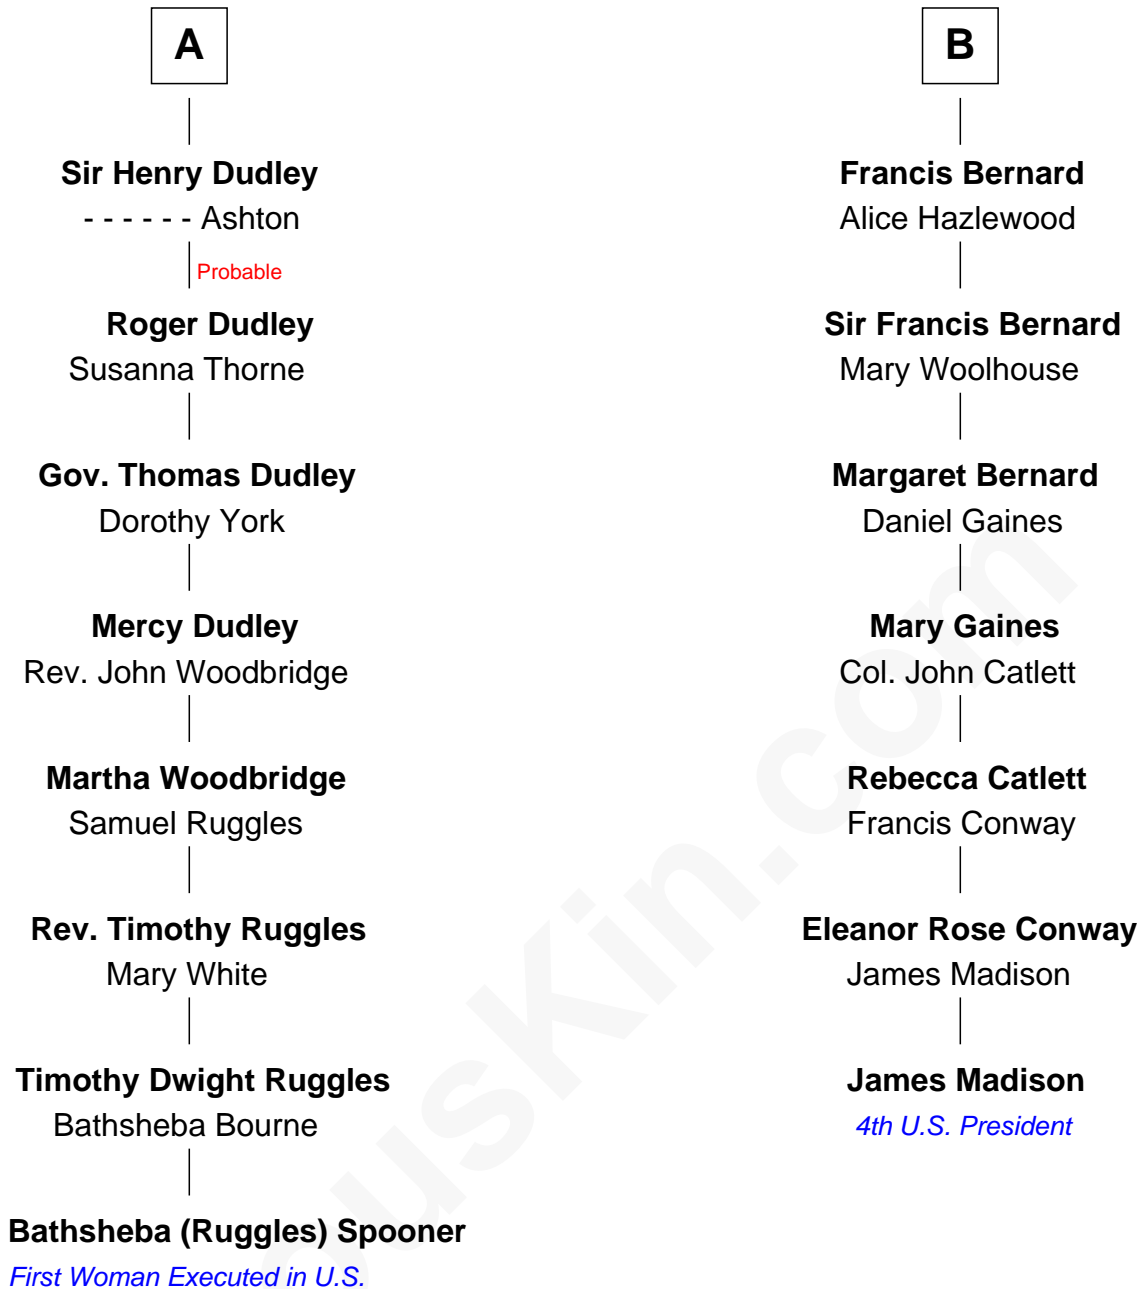 A
Sir Henry Dudley
- - - - - - Ashton
Probable
Roger Dudley
Susanna Thorne
Gov. Thomas Dudley
Dorothy York
Mercy Dudley
Rev. John Woodbridge
Martha Woodbridge
Samuel Ruggles
Rev. Timothy Ruggles
Mary White
Timothy Dwight Ruggles
Bathsheba Bourne
Bathsheba (Ruggles) Spooner
First Woman Executed in U.S.
B
Francis Bernard
Alice Hazlewood
Sir Francis Bernard
Mary Woolhouse
Margaret Bernard
Daniel Gaines
Mary Gaines
Col. John Catlett
Rebecca Catlett
Francis Conway
Eleanor Rose Conway
James Madison
James Madison
4th U.S. President
ousKin.com